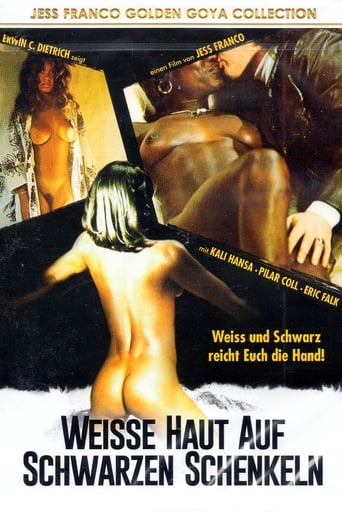 JESS FRANCO GOLDEN GOYA COLLECTION
ERWIN C. DIETRICH zeigt
einen Film von JESS FRANCO
mit KALI HANSA - PILAR COLL - ERIC FALK
Weiss und Schwarz
reicht Euch die Hand!
WEISSE HAUT AUF
SCHWARZEN SCHENKELN